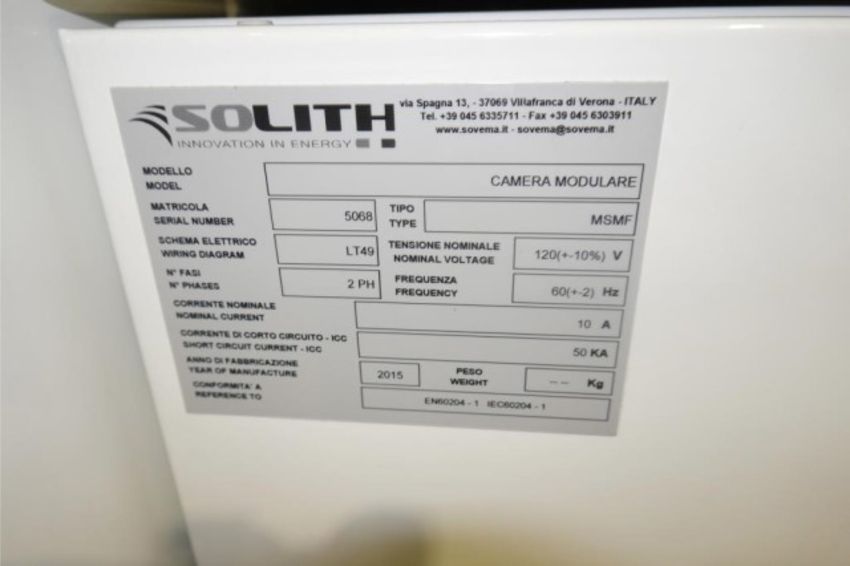 SOLITH
INNOVATION IN ENERGY
via Spagna 13, - 37069 Villafranca di Verona - ITALY
Tel. +39 045 6335711 - Fax +39 045 6303911
www.sovema.it - sovema@sovema.it
MODELLO
MODEL
CAMERA MODULARE
MATRICOLA
SERIAL NUMBER
5068
TIPO
TYPE
MSMF
SCHEMA ELETTRICO
WIRING DIAGRAM
LT49
TENSIONE NOMINALE
NOMINAL VOLTAGE
120(+-10%) V
N° FASI
N° PHASES
2 PH
FREQUENZA
FREQUENCY
60(+-2) Hz
CORRENTE NOMINALE
NOMINAL CURRENT
10 A
CORRENTE DI CORTO CIRCUITO - ICC
SHORT CIRCUIT CURRENT - ICC
50 KA
ANNO DI FABBRICAZIONE
YEAR OF MANUFACTURE
2015
PESO
WEIGHT
-- -- Kg
CONFORMITA' A
REFERENCE TO
EN60204 - 1 IEC60204 - 1